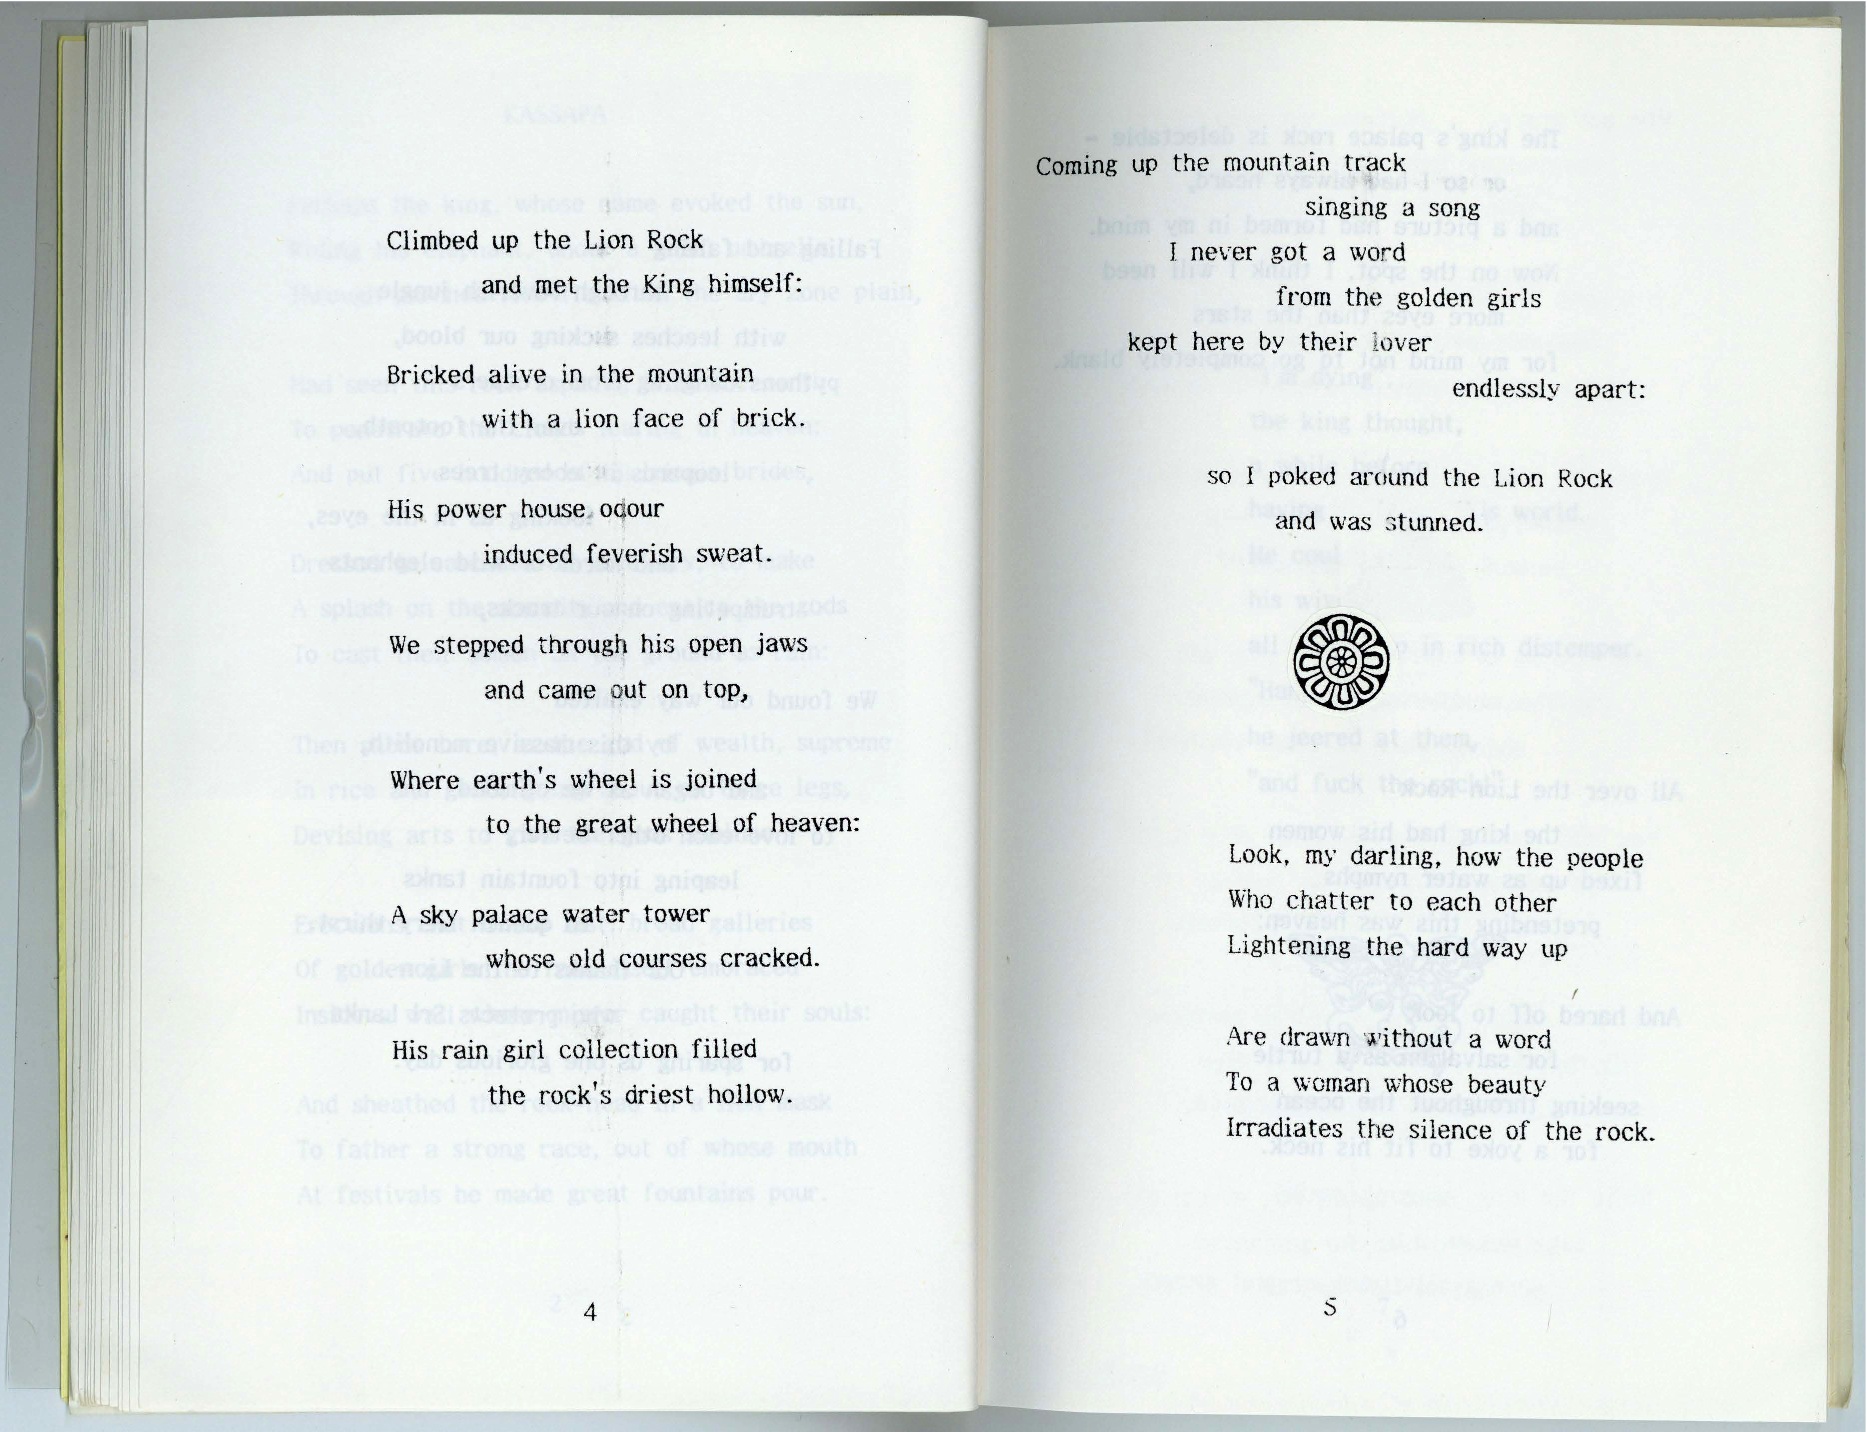 Climbed up the Lion Rock
and met the King himself:
Bricked alive in the mountain
with a lion face of brick.
His power house odour
induced feverish sweat.
We stepped through his open jaws
and came out on top,
Where earth's wheel is joined
to the great wheel of heaven:
A sky palace water tower
whose old courses cracked.
His rain girl collection filled
the rock's driest hollow.
4
Coming up the mountain track
singing a song
I never got a word
from the golden girls
kept here by their lover
endlessly apart:
so I poked around the Lion Rock
and was stunned.
Look, my darling, how the people
Who chatter to each other
Lightening the hard way up
Are drawn without a word
To a woman whose beauty
Irradiates the silence of the rock.
5